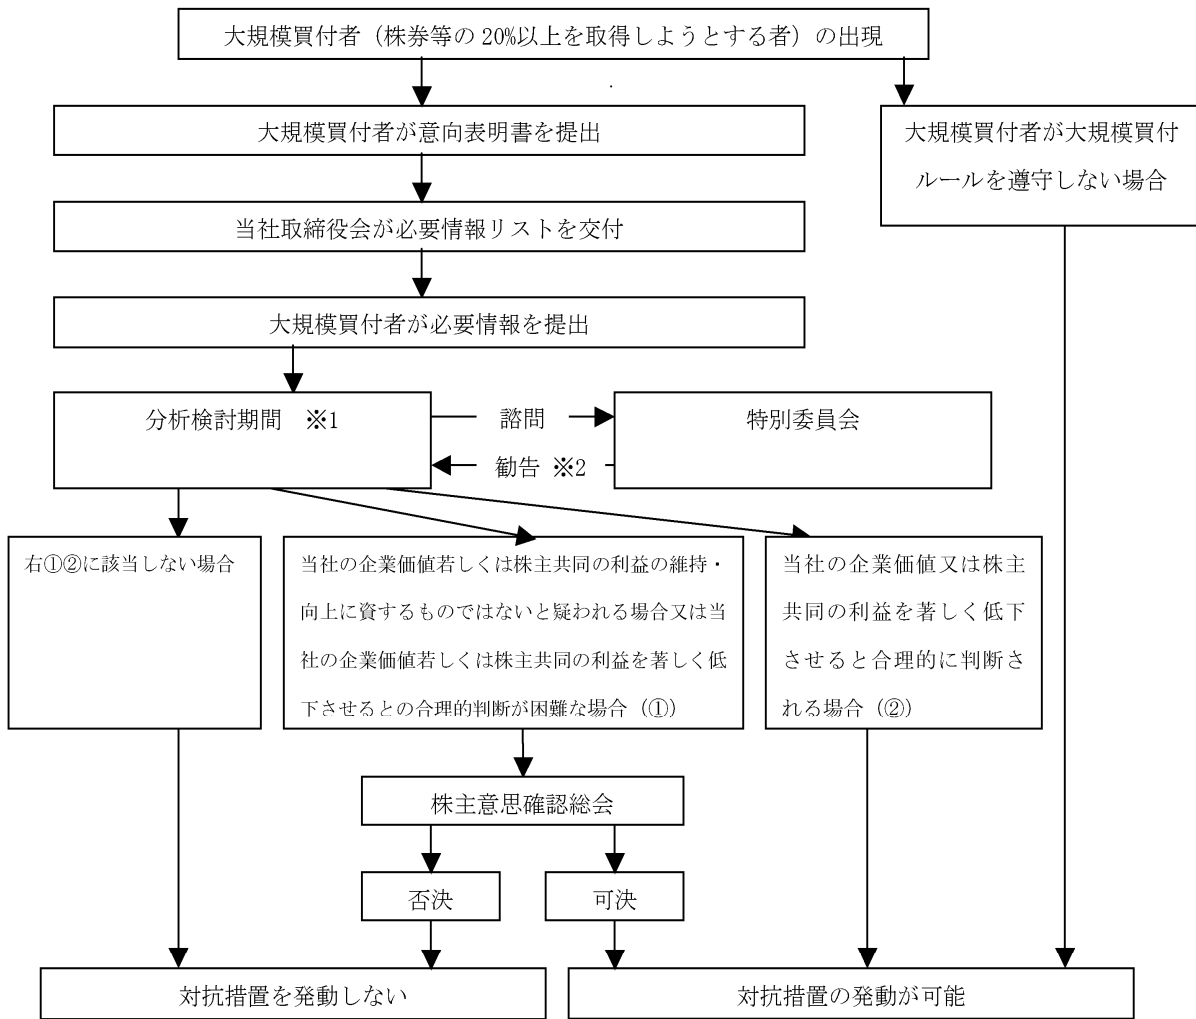 大規模買付者（株券等の 20%以上を取得しようとする者）の出現
大規模買付者が意向表明書を提出
大規模買付者が大規模買付
ルールを遵守しない場合
当社取締役会が必要情報リストを交付
大規模買付者が必要情報を提出
分析検討期間　※1
諮問
特別委員会
勧告 ※2
右①②に該当しない場合
当社の企業価値若しくは株主共同の利益の維持・
向上に資するものではないと疑われる場合又は当
社の企業価値若しくは株主共同の利益を著しく低
下させるとの合理的判断が困難な場合（①）
当社の企業価値又は株主
共同の利益を著しく低下
させると合理的に判断さ
れる場合（②）
株主意思確認総会
否決
可決
対抗措置を発動しない
対抗措置の発動が可能